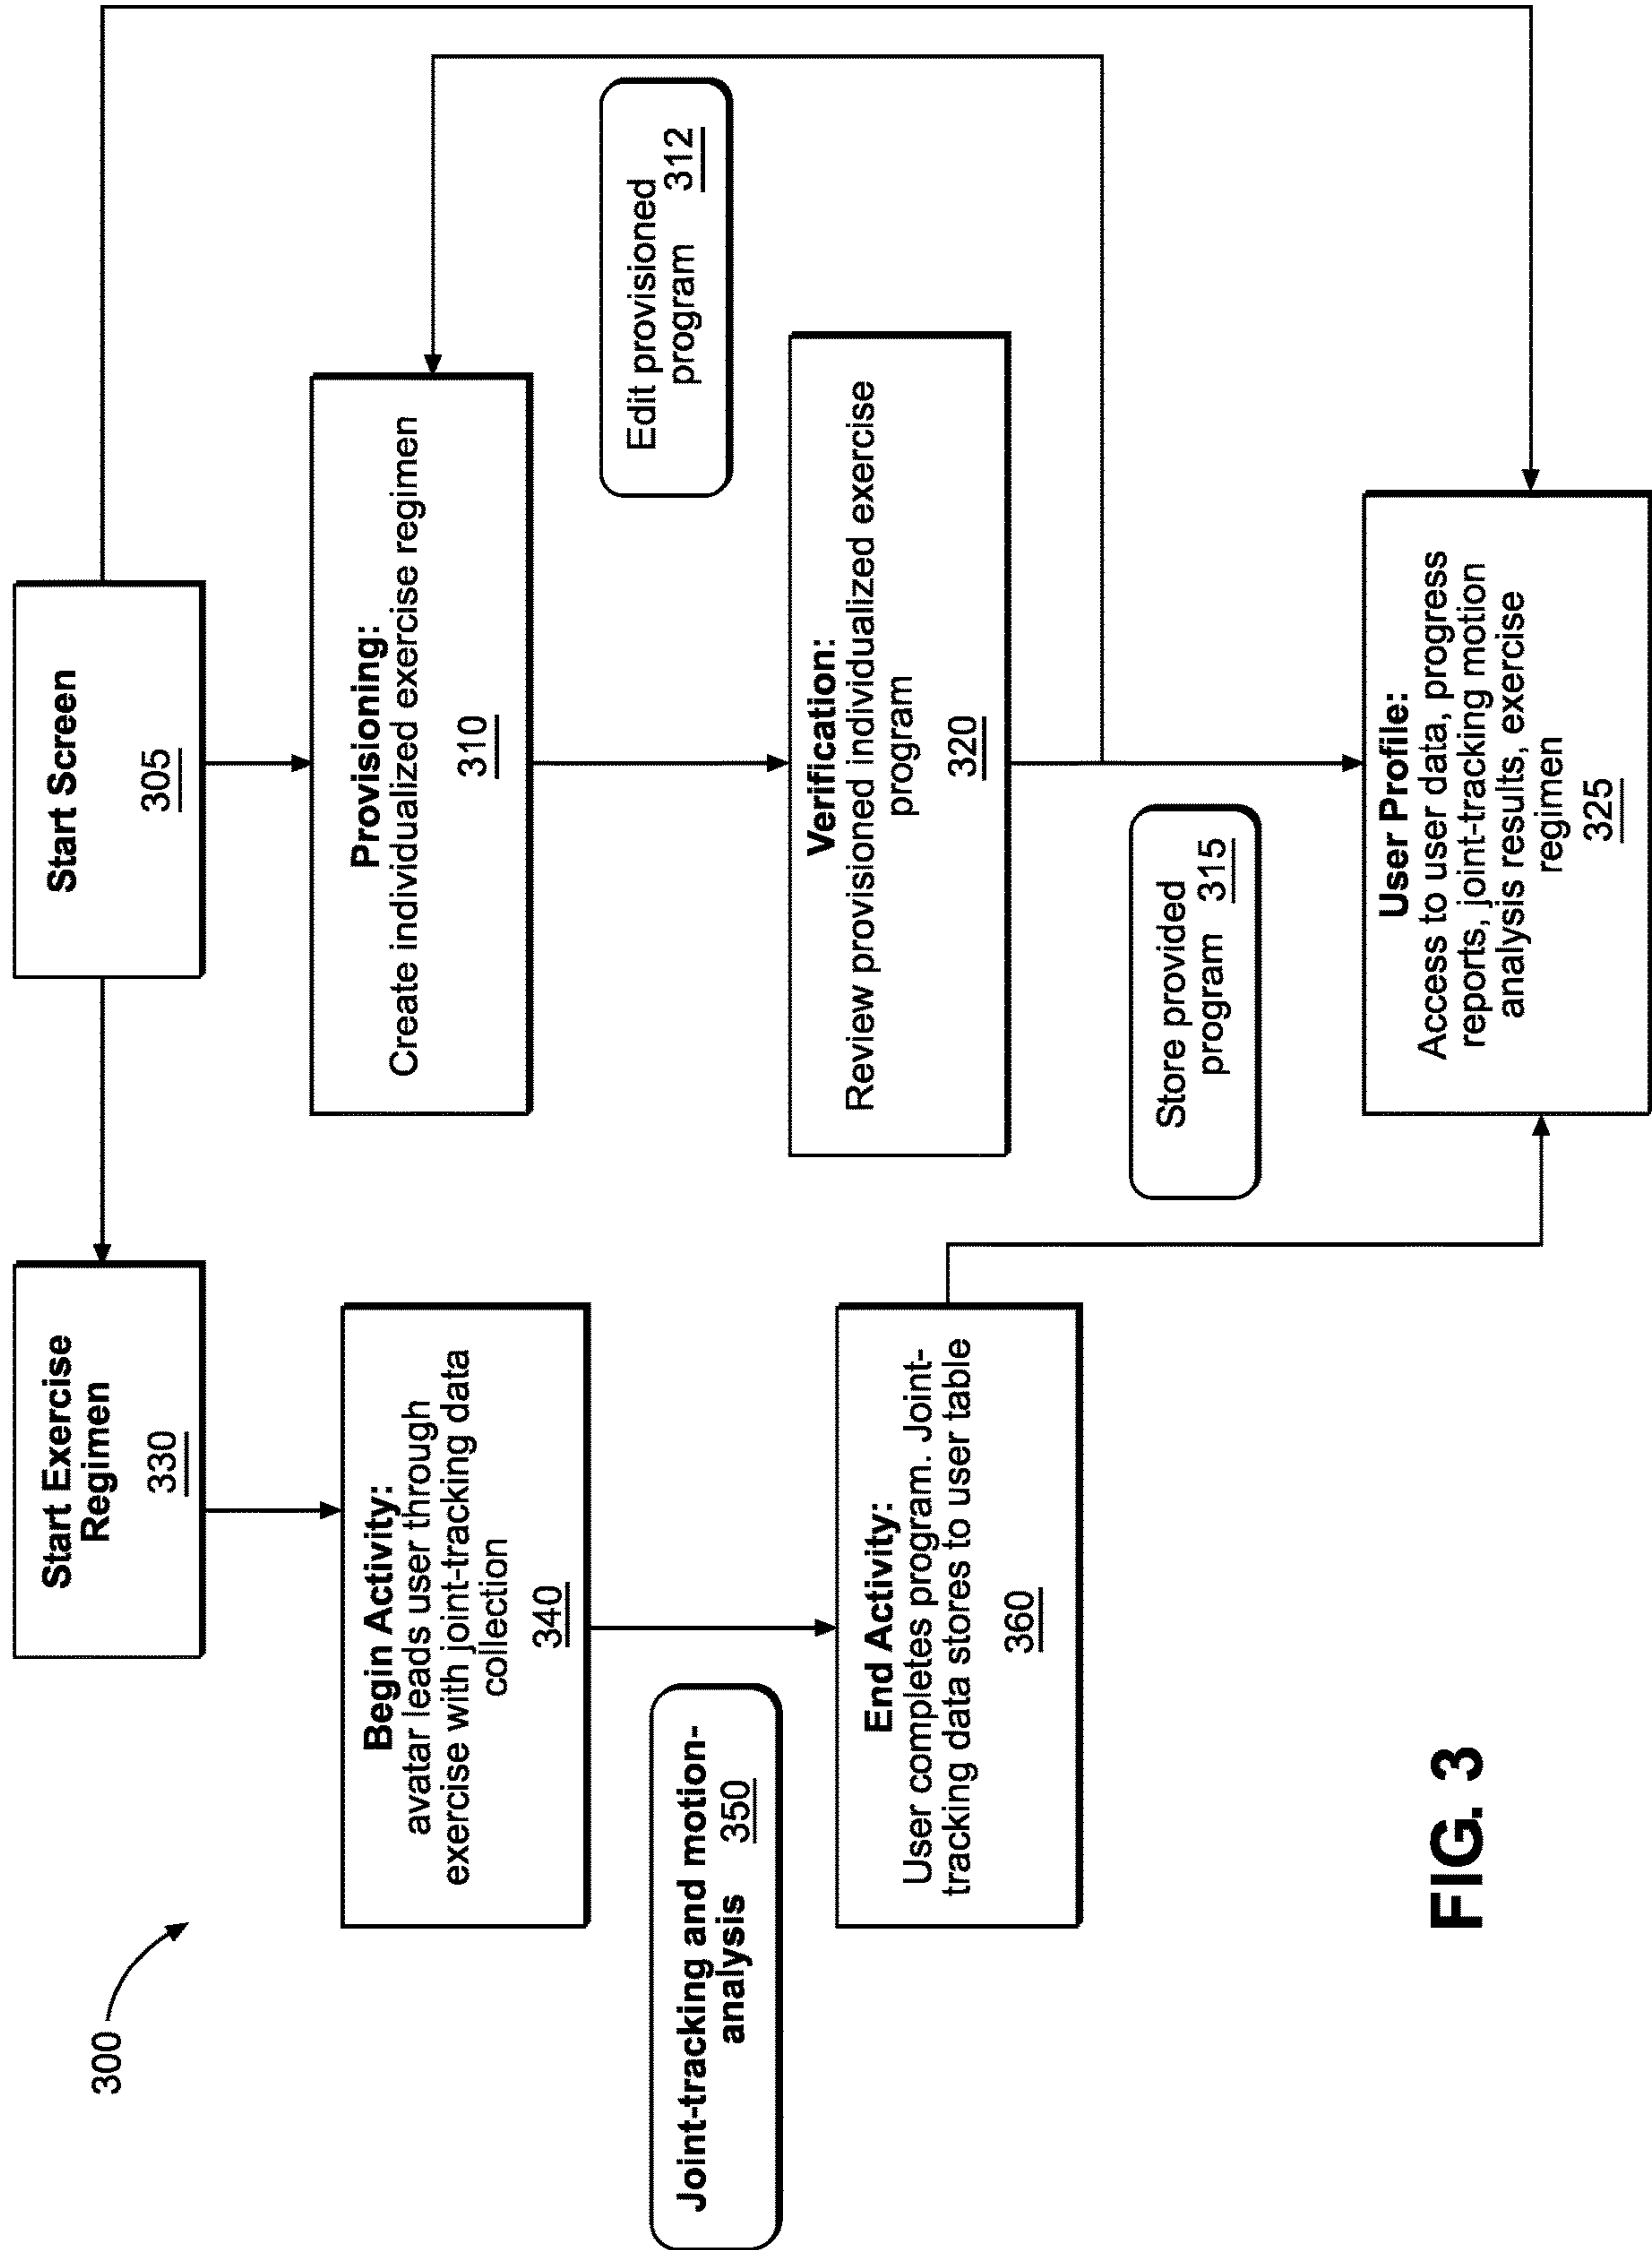 300
Start Exercise
Regimen
330
Start Screen
305
Begin Activity:
avatar leads user through
exercise with joint-tracking data
collection
340
Provisioning:
Create individualized exercise regimen
310
Joint-tracking and motion-
analysis 350
Edit provisioned
program 312
End Activity:
User completes program. Joint-
tracking data stores to user table
360
Verification:
Review provisioned individualized exercise
program
320
Store provided
program 315
User Profile:
Access to user data, progress
reports, joint-tracking motion
analysis results, exercise
regimen
325
FIG. 3